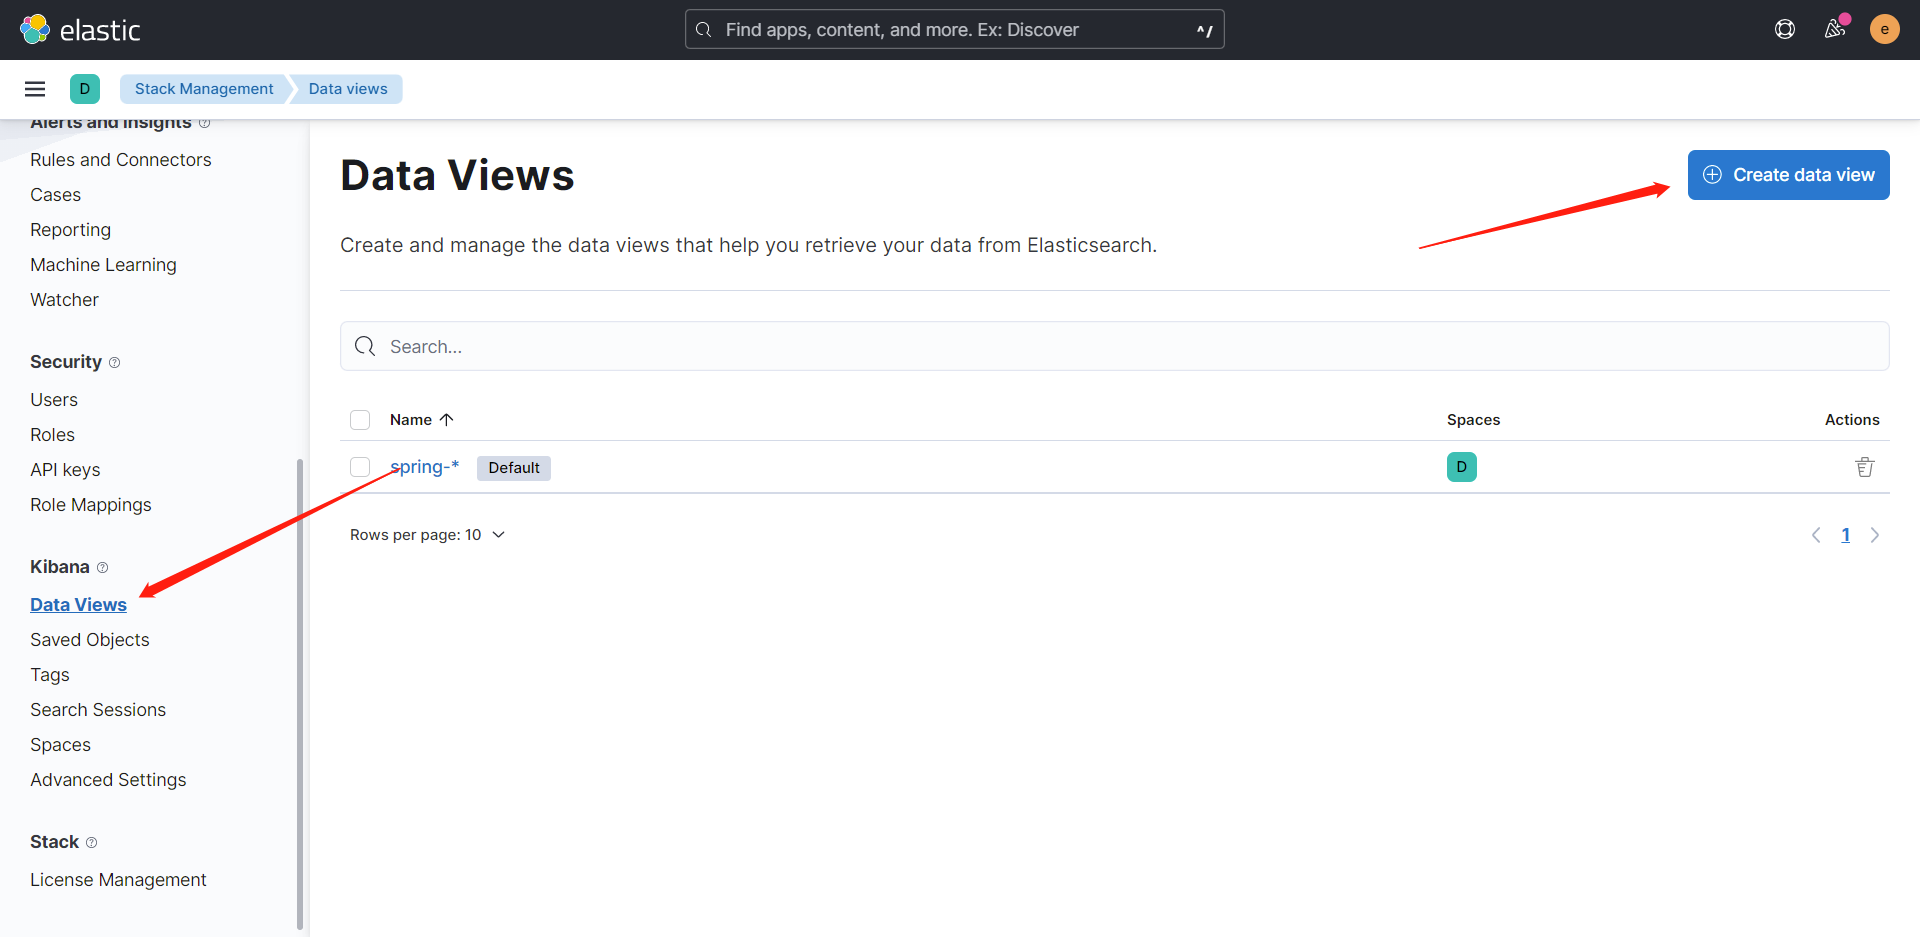 elastic
Find apps, content, and more. Ex: Discover
^/
e
D
Stack Management
Data views
Alerts and Insights
Rules and Connectors
Cases
Reporting
Machine Learning
Watcher
Security
Users
Roles
API keys
Role Mappings
Kibana
Data Views
Saved Objects
Tags
Search Sessions
Spaces
Advanced Settings
Stack
License Management
Data Views
Create data view
Create and manage the data views that help you retrieve your data from Elasticsearch.
Search...
Name Spaces Actions
spring-* Default D
Rows per page: 10
1